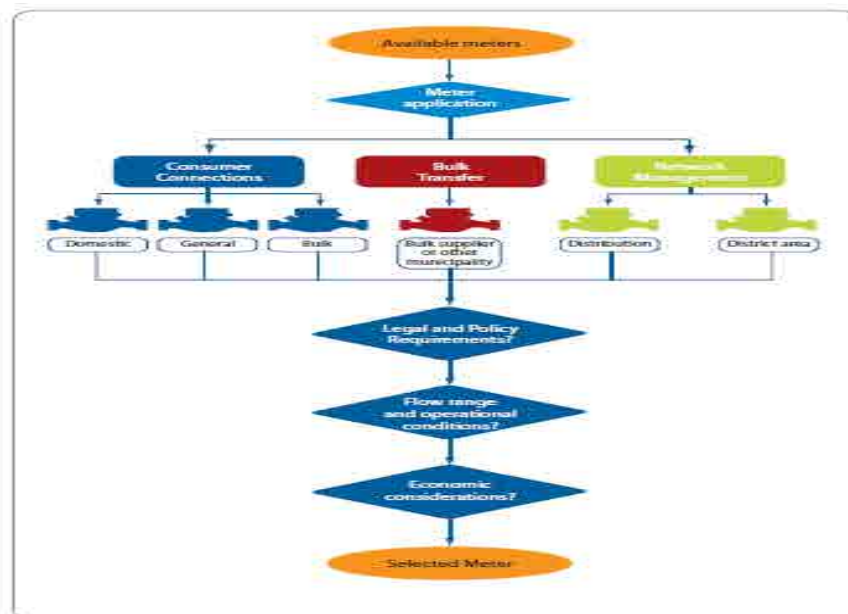 Available meters
Meter
application
Consumer
Connections
Bulk
Transfer
Network
Management
Domestic
General
Bulk
Bulk supplier
or other
municipality
Distribution
District area
Legal and Policy
Requirements?
Flow range
and operational
conditions?
Economic
considerations?
Selected Meter